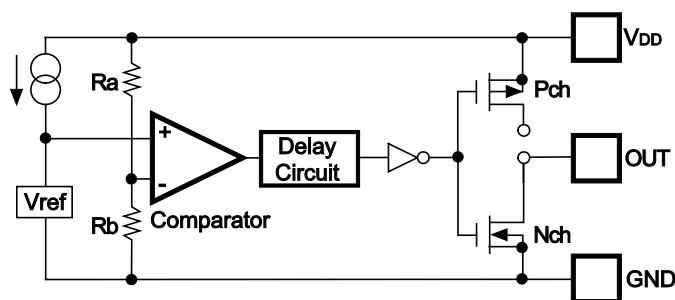 VDD
Ra
Pch
+
Delay
Circuit
OUT
-
Vref
Rb
Comparator
Nch
GND